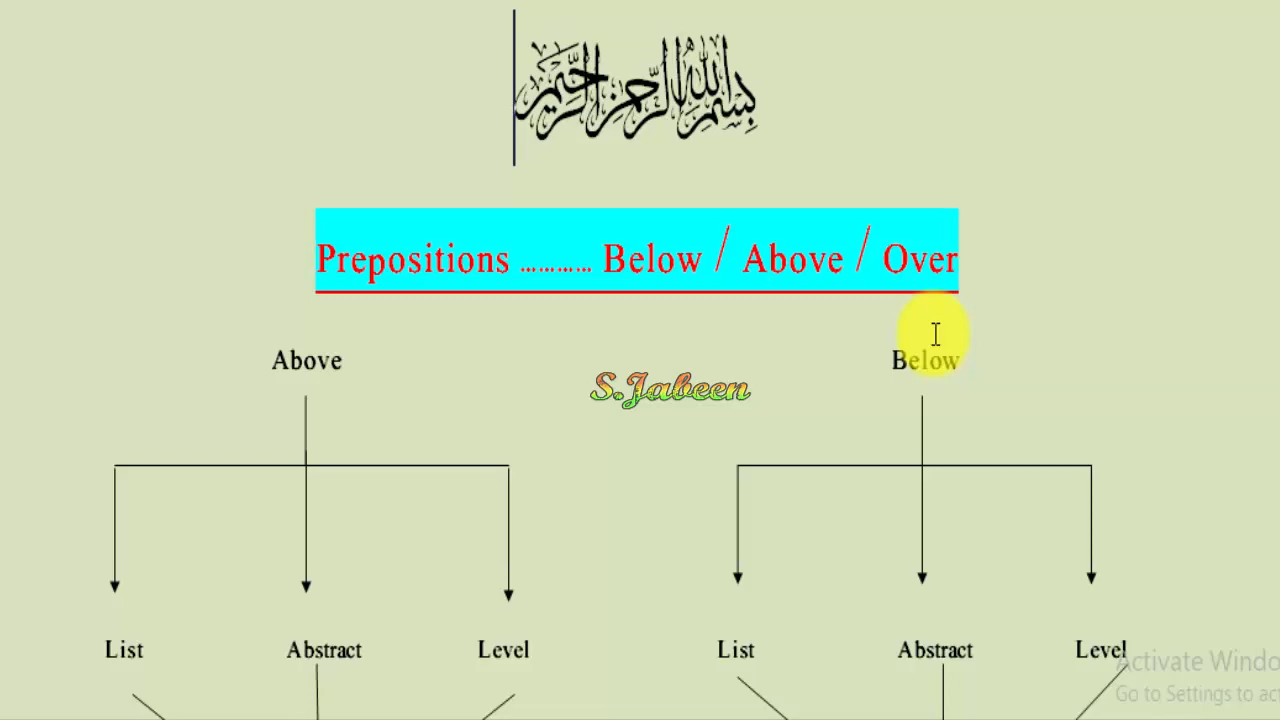 بسم الله الرحمن الرحيم
Prepositions ………… Below / Above / Over
Above
Below
S.Jabeen
List
Abstract
Level
List
Abstract
Level
Activate Windo
Go to Settings to act